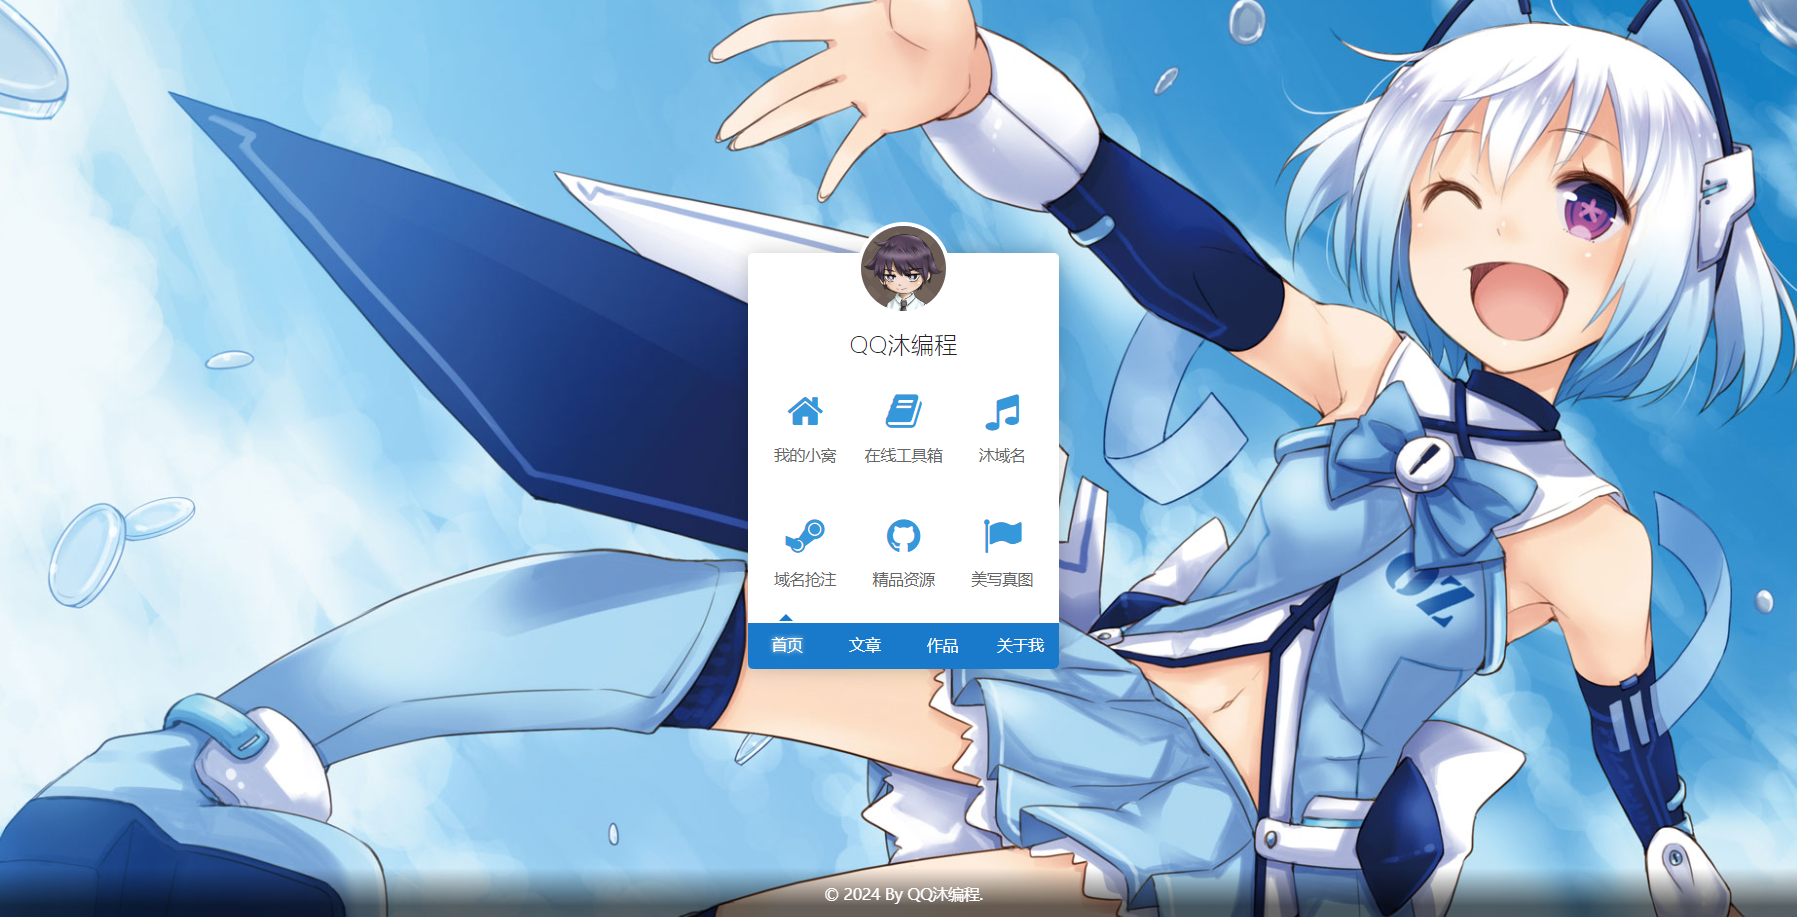 QQ沐编程
我的小窝 在线工具箱 沐域名
域名抢注 精品资源 美写真图
首页 文章 作品 关于我
OZ
© 2024 By QQ沐编程.